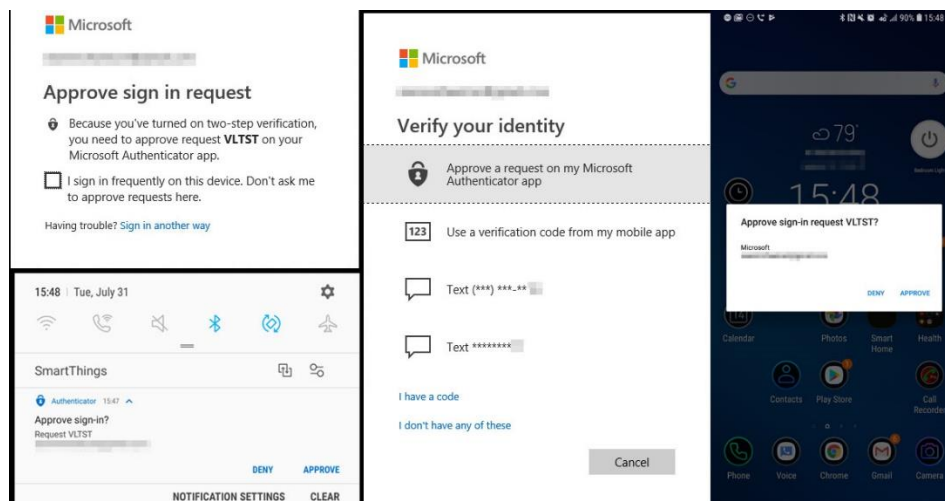 Microsoft
Approve sign in request
Because you've turned on two-step verification,
you need to approve request VLTST on your
Microsoft Authenticator app.
I sign in frequently on this device. Don't ask me
to approve requests here.
Having trouble? Sign in another way
15:48 | Tue, July 31
SmartThings
Authenticator 15:47
Approve sign-in?
Request VLTST
DENY APPROVE
NOTIFICATION SETTINGS CLEAR
Microsoft
Verify your identity
Approve a request on my Microsoft
Authenticator app
123 Use a verification code from my mobile app
Text (***) ***-**
Text ********
I have a code
I don't have any of these
Cancel
90% 15:48
G
79°
Bedroom Light
15:48
Approve sign-in request VLTST?
Microsoft
DENY APPROVE
14
Calendar Photos Smart Health
Home
Contacts Play Store Call
Recorder
Phone Voice Chrome Gmail Camera